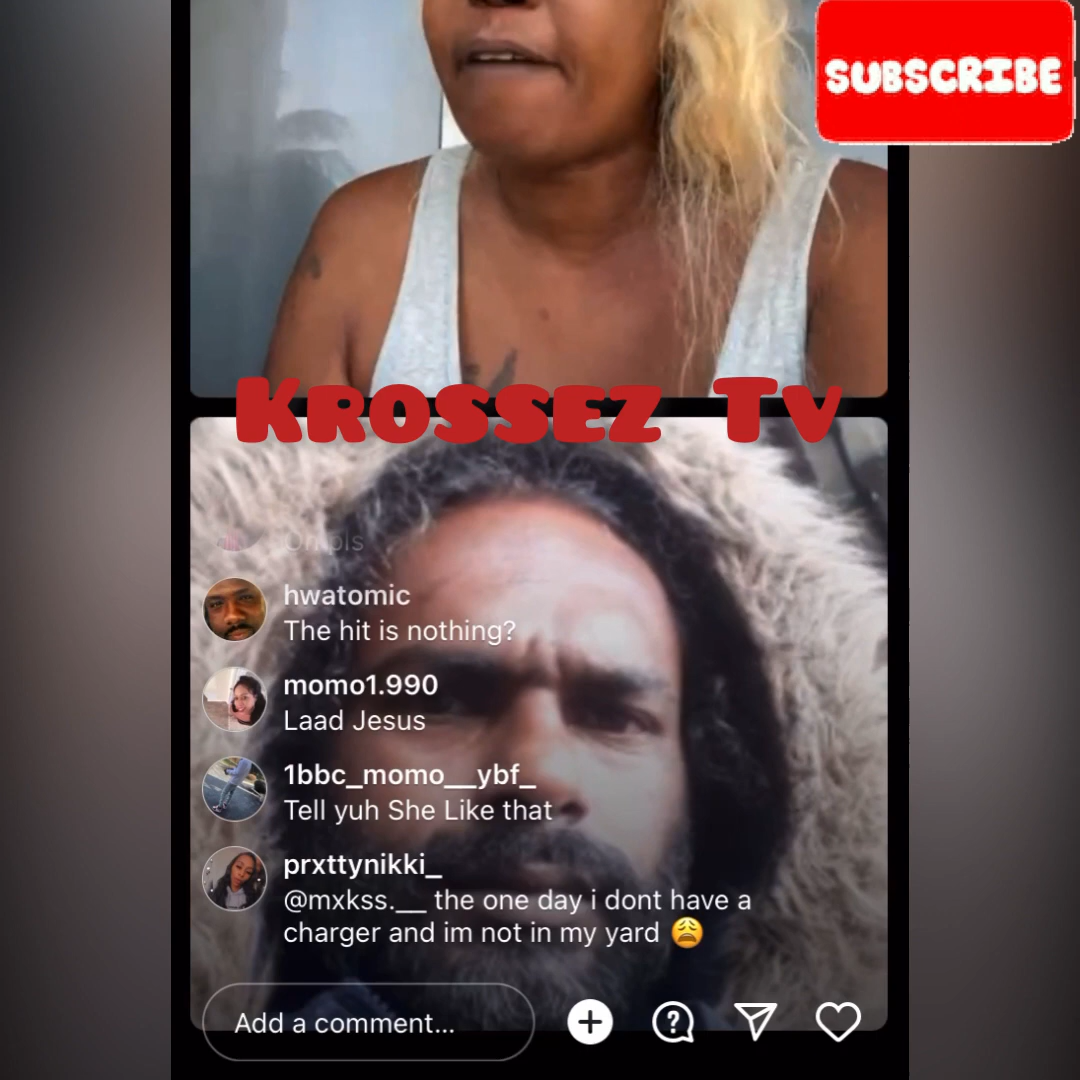 SUBSCRIBE
KROSSEZ TV
hwatomic
The hit is nothing?
momo1.990
Laad Jesus
1bbc_momo__ybf_
Tell yuh She Like that
prxttynikki_
@mxkss.__ the one day i dont have a
charger and im not in my yard 😩
Add a comment...